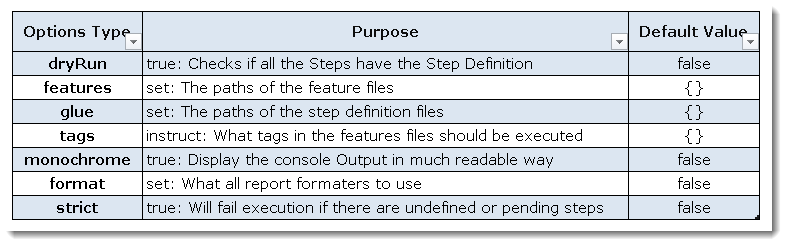 Options Type Purpose Default Value
dryRun true: Checks if all the Steps have the Step Definition false
features set: The paths of the feature files {}
glue set: The paths of the step definition files {}
tags instruct: What tags in the features files should be executed {}
monochrome true: Display the console Output in much readable way false
format set: What all report formaters to use false
strict true: Will fail execution if there are undefined or pending steps false